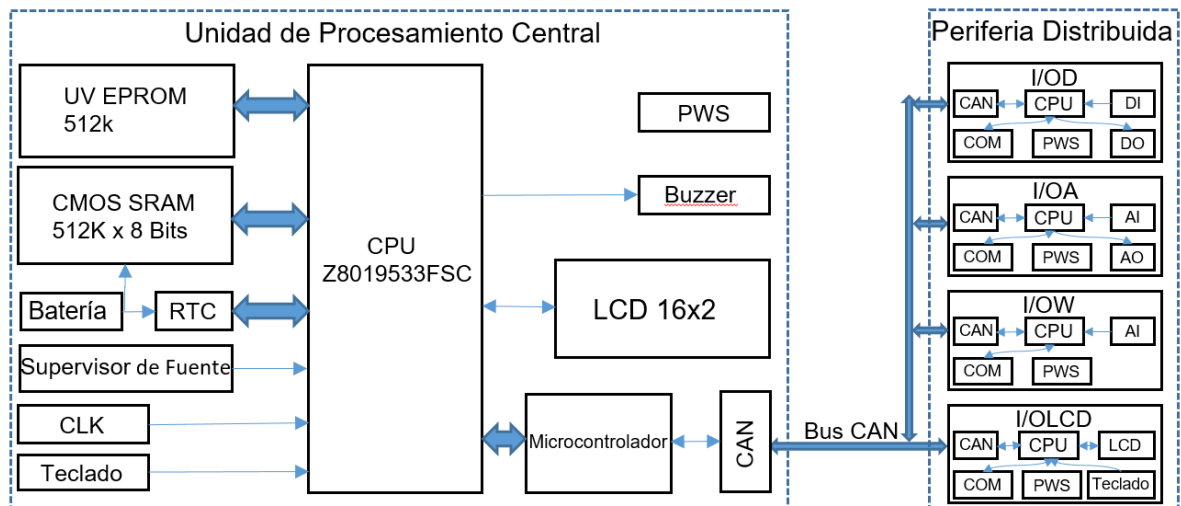 Unidad de Procesamiento Central
UV EPROM
512k
CMOS SRAM
512K x 8 Bits
Batería
RTC
Supervisor de Fuente
CLK
Teclado
CPU
Z8019533FSC
PWS
Buzzer
LCD 16x2
Microcontrolador
CAN
Bus CAN
Periferia Distribuida
I/OD
CAN CPU DI
COM PWS DO
I/OA
CAN CPU AI
COM PWS AO
I/OW
CAN CPU AI
COM PWS
I/OLCD
CAN CPU LCD
COM PWS Teclado